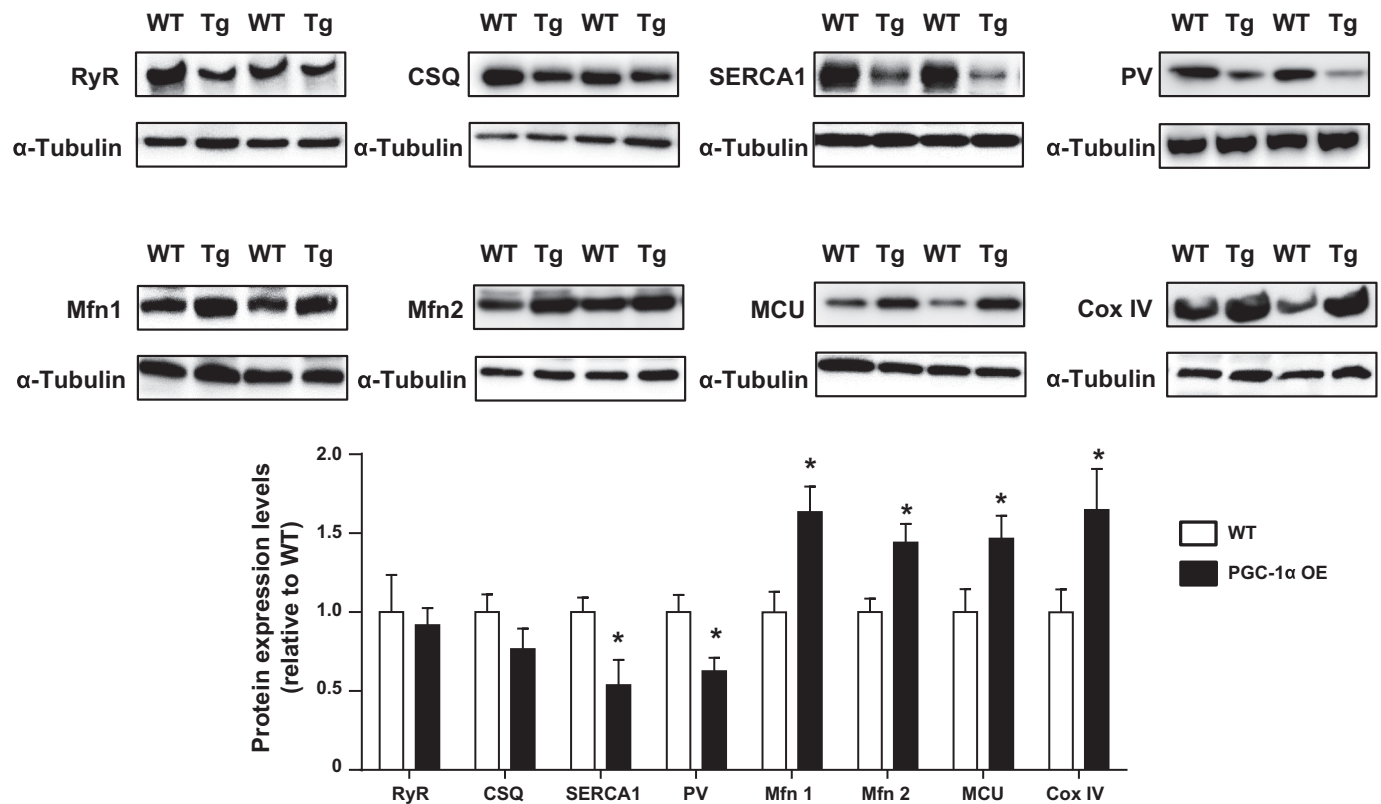 WT Tg WT Tg
WT Tg WT Tg
WT Tg WT Tg
WT Tg WT Tg
RyR
CSQ
SERCA1
PV
α-Tubulin
α-Tubulin
α-Tubulin
α-Tubulin
WT Tg WT Tg
WT Tg WT Tg
WT Tg WT Tg
WT Tg WT Tg
Mfn1
Mfn2
MCU
Cox IV
α-Tubulin
α-Tubulin
α-Tubulin
α-Tubulin
Protein expression levels
(relative to WT)
2.0
1.5
1.0
0.5
0
*
*
*
*
*
*
RyR
CSQ
SERCA1
PV
Mfn 1
Mfn 2
MCU
Cox IV
WT
PGC-1α OE